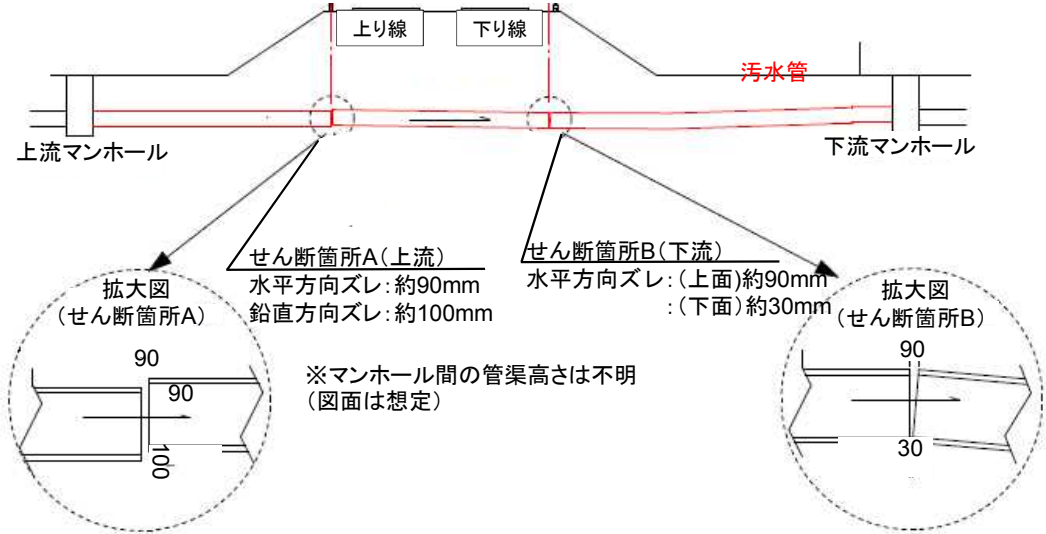 上り線
下り線
汚水管
上流マンホール
下流マンホール
せん断箇所A(上流)
水平方向ズレ:約90mm
鉛直方向ズレ:約100mm
せん断箇所B(下流)
水平方向ズレ:(上面)約90mm
:(下面)約30mm
拡大図
(せん断箇所A)
90
90
100
※マンホール間の管渠高さは不明
(図面は想定)
拡大図
(せん断箇所B)
90
30